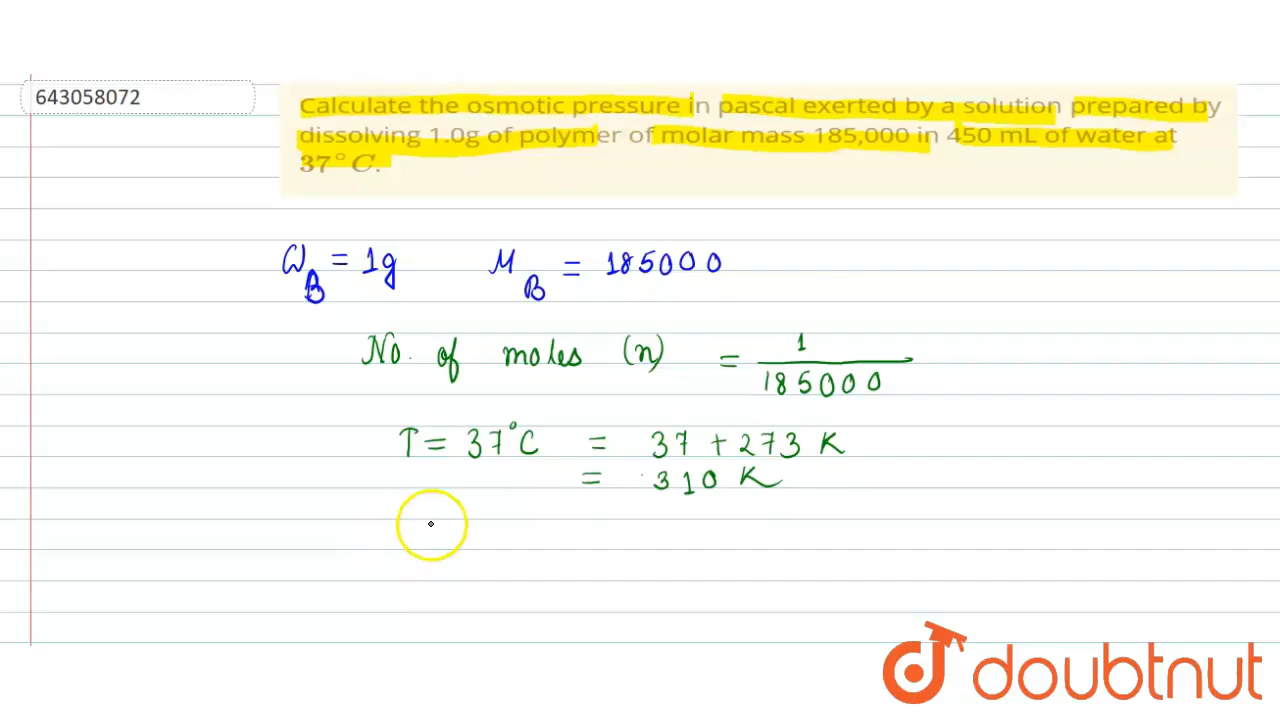 643058072
Calculate the osmotic pressure in pascal exerted by a solution prepared by
dissolving 1.0g of polymer of molar mass 185,000 in 450 mL of water at
37°C.
W_B = 1g M_B = 185000
No. of moles (n) = 1/185000
T = 37°C = 37 + 273 K
= 310 K
doubtnut